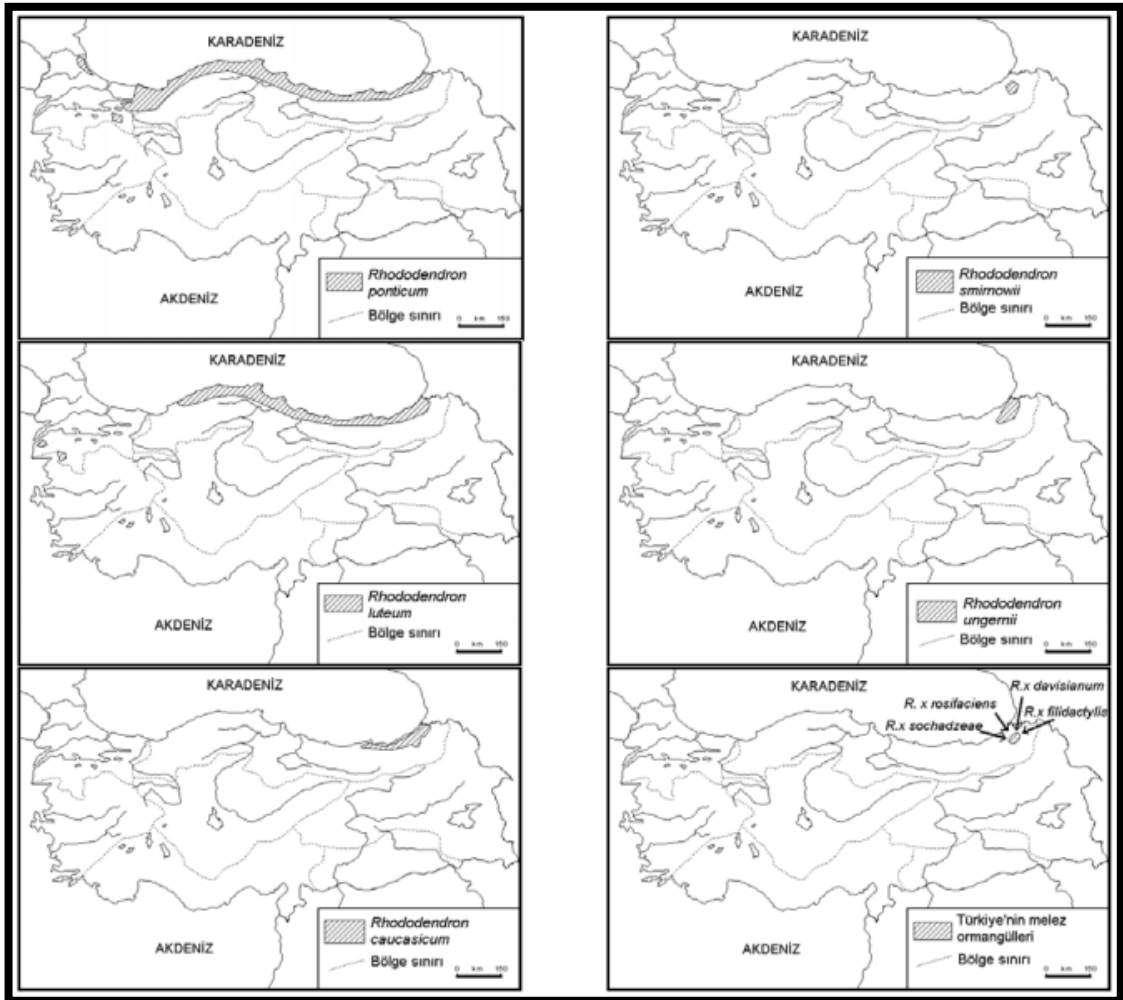 KARADENİZ
AKDENİZ
Rhododendron
ponticum
Bölge sınırı
0 km 150
KARADENİZ
AKDENİZ
Rhododendron
smirnowii
Bölge sınırı
0 km 150
KARADENİZ
AKDENİZ
Rhododendron
luteum
Bölge sınırı
0 km 150
KARADENİZ
AKDENİZ
Rhododendron
ungernii
Bölge sınırı
0 km 150
KARADENİZ
AKDENİZ
Rhododendron
caucasicum
Bölge sınırı
0 km 150
KARADENİZ
R.x davisianum
R. x rosifaciens
R.x filidactylis
R.x sochadzeae
AKDENİZ
Türkiye'nin melez
ormangülleri
Bölge sınırı
0 km 150